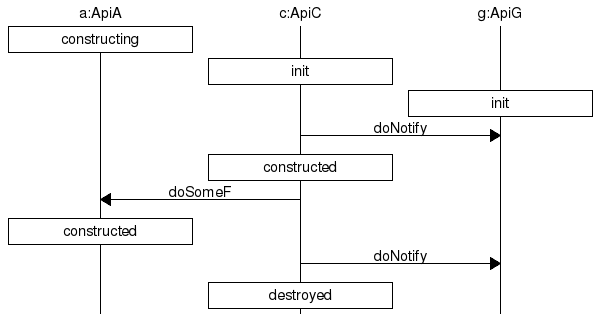 a:ApiA c:ApiC g:ApiG
constructing
init
init
doNotify
constructed
doSomeF
constructed
doNotify
destroyed